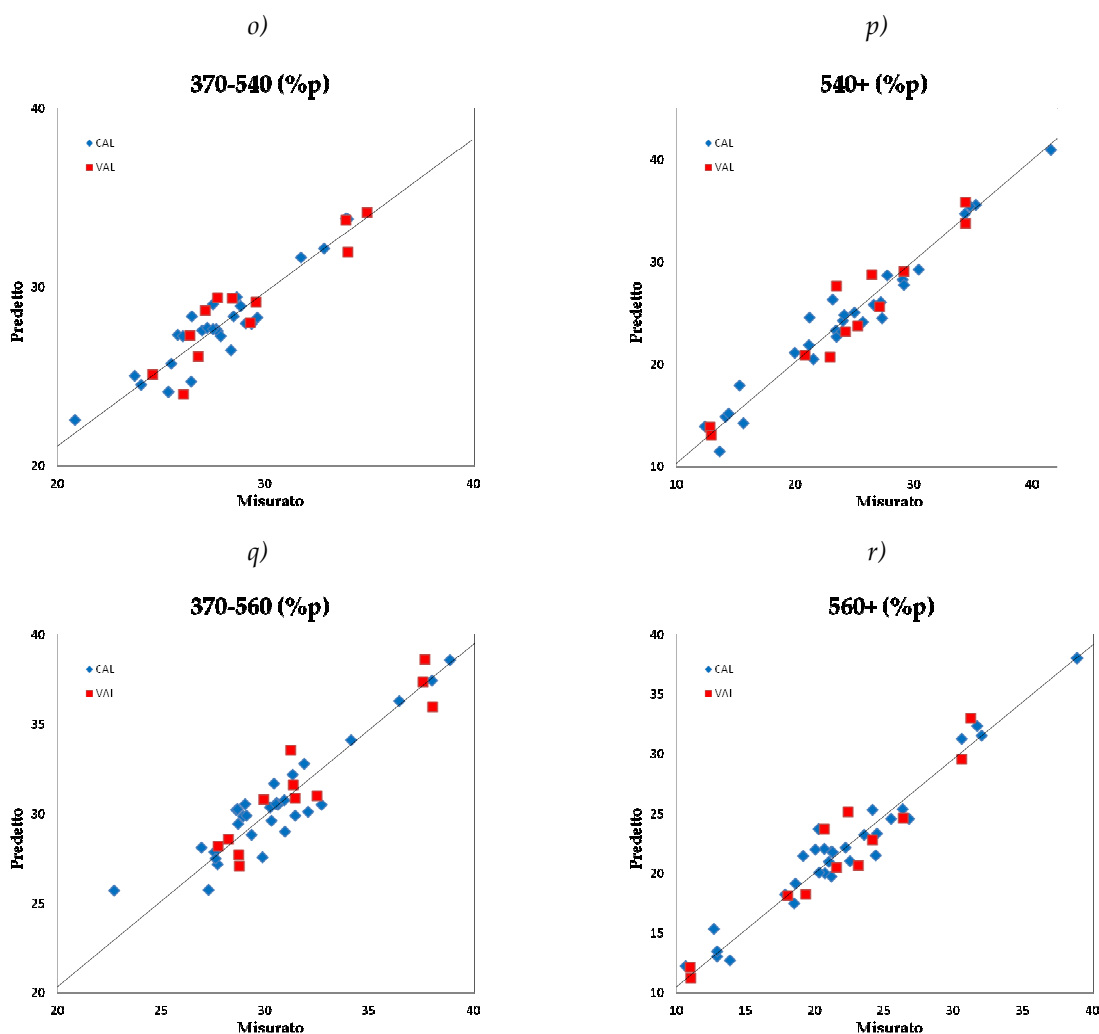 o)
370-540 (%p)
40
CAL
VAL
30
Predetto
20
20
30
40
Misurato
p)
540+ (%p)
CAL
VAL
40
30
Predetto
20
10
10
20
30
40
Misurato
q)
370-560 (%p)
40
CAL
VAL
35
30
Predetto
25
20
20
25
30
35
40
Misurato
r)
560+ (%p)
40
CAL
VAL
35
30
Predetto
25
20
15
10
10
15
20
25
30
35
40
Misurato